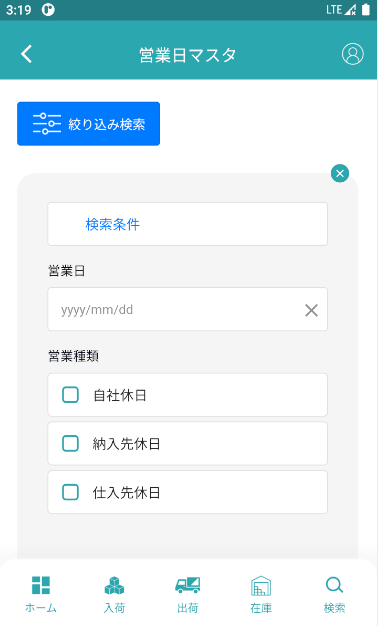 3:19
LTE
営業日マスタ
絞り込み検索
検索条件
営業日
yyyy/mm/dd
営業種類
自社休日
納入先休日
仕入先休日
ホーム 入荷 出荷 在庫 検索